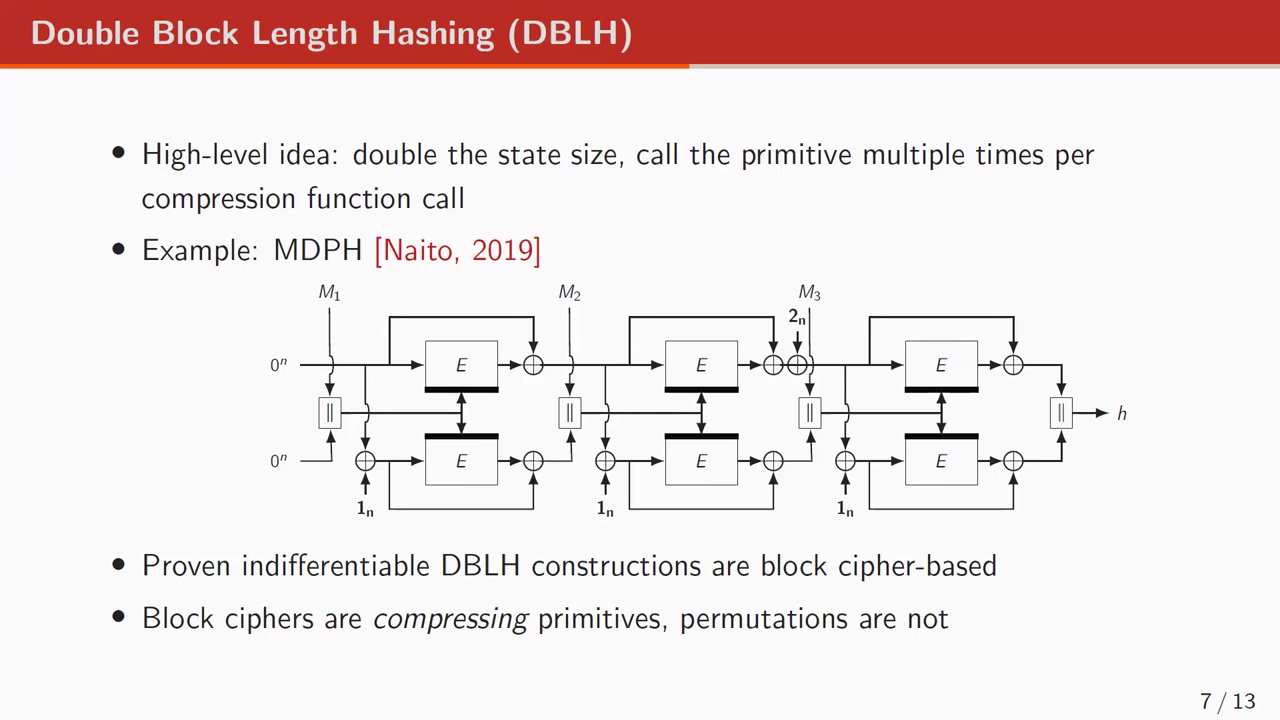 Double Block Length Hashing (DBLH)
• High-level idea: double the state size, call the primitive multiple times per
compression function call
• Example: MDPH [Naito, 2019]
M₁ M₂ M₃
2ₙ
0ⁿ E E E
|| || || || h
0ⁿ E E E
1ₙ 1ₙ 1ₙ
• Proven indifferentiable DBLH constructions are block cipher-based
• Block ciphers are compressing primitives, permutations are not
7 / 13